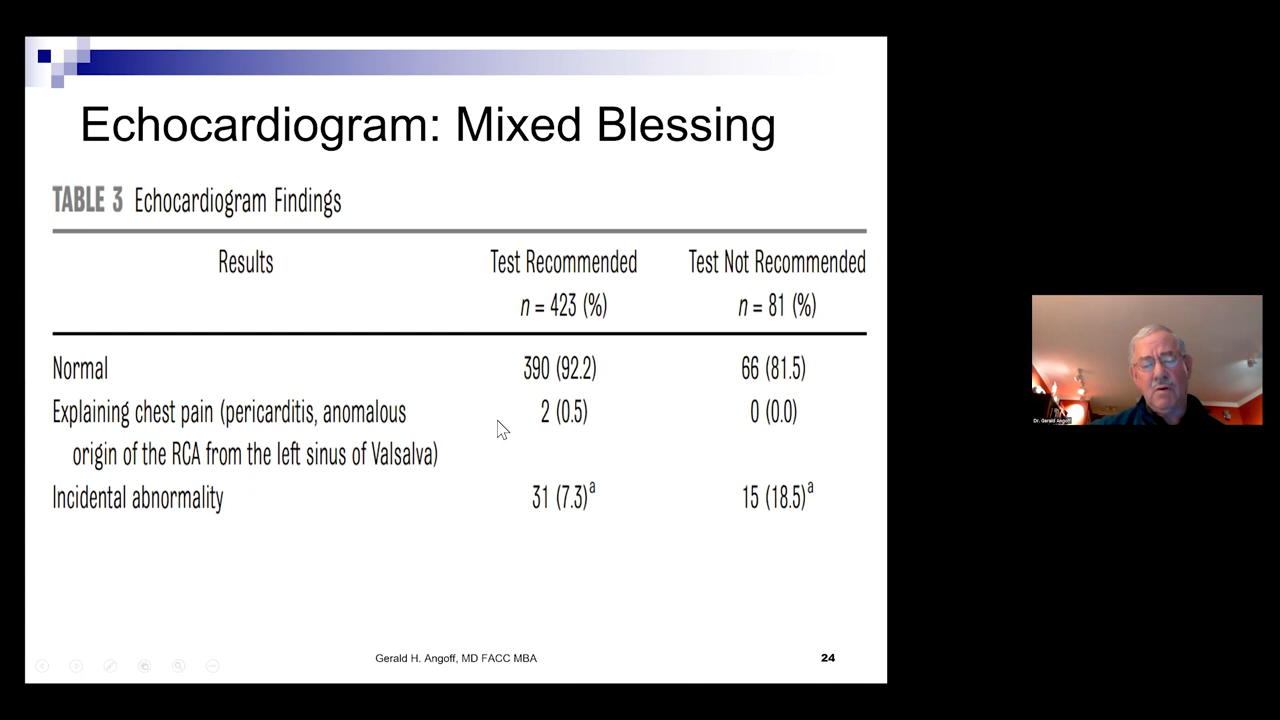 Echocardiogram: Mixed Blessing
TABLE 3 Echocardiogram Findings
Results Test Recommended Test Not Recommended
n = 423 (%) n = 81 (%)
Normal 390 (92.2) 66 (81.5)
Explaining chest pain (pericarditis, anomalous 2 (0.5) 0 (0.0)
origin of the RCA from the left sinus of Valsalva)
Incidental abnormality 31 (7.3)a 15 (18.5)a
Gerald H. Angoff, MD FACC MBA 24
Dr. Gerald Angoff